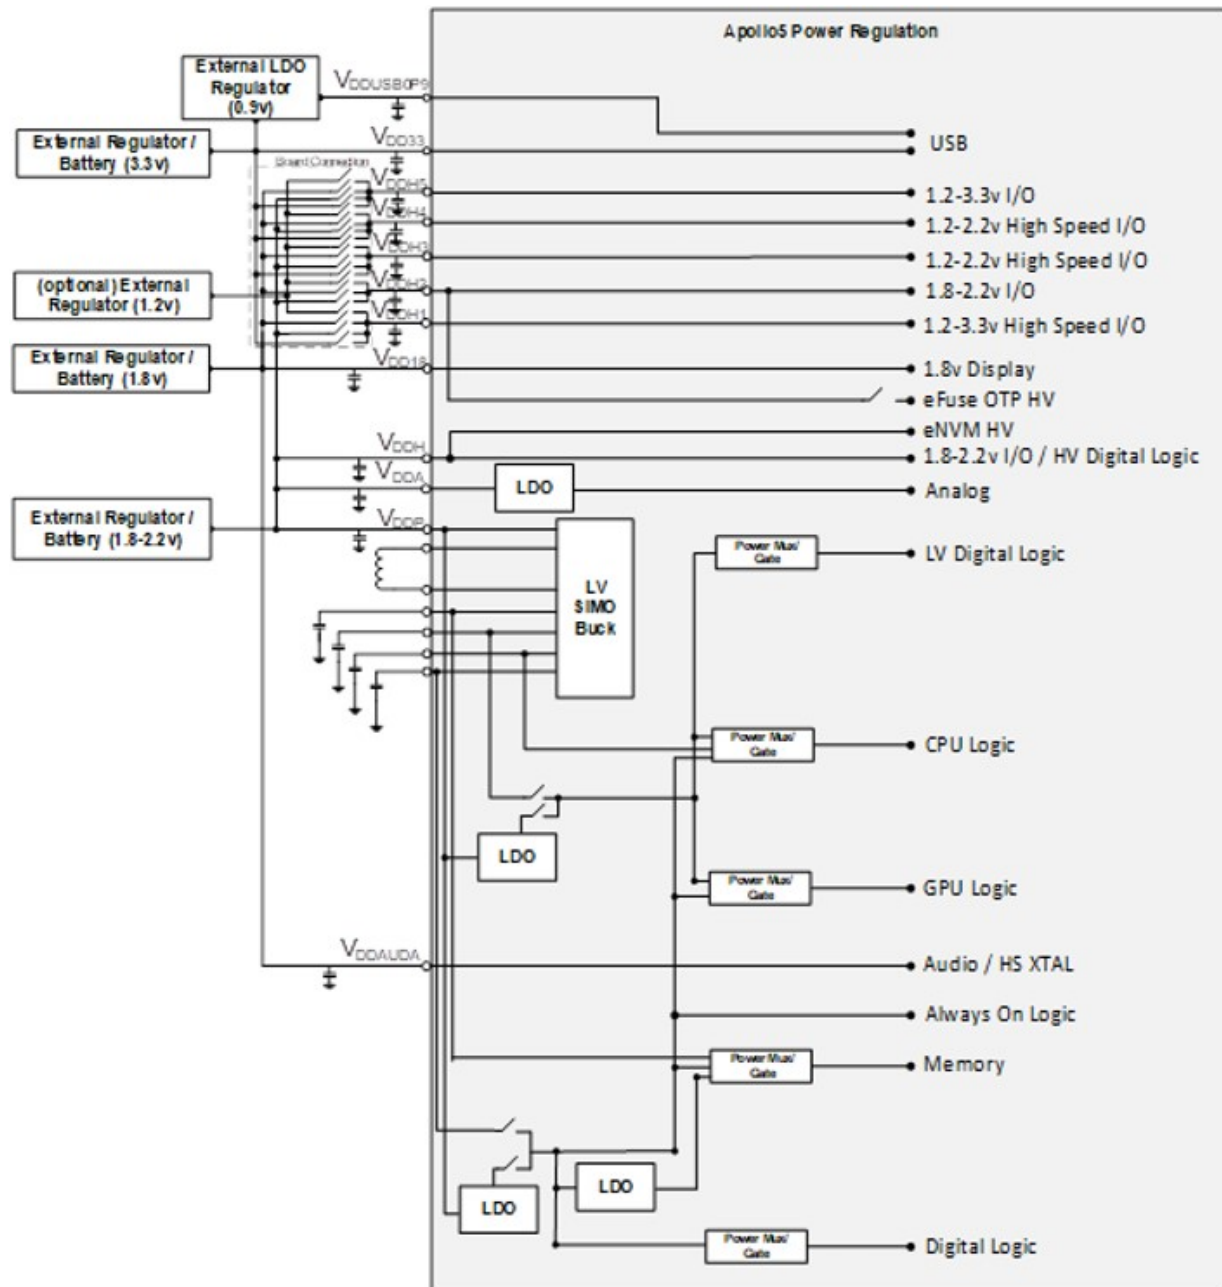 Apollo5 Power Regulation
External LDO
Regulator
(0.9v)
VDDUSB0P9
External Regulator /
Battery (3.3v)
VDD33
USB
Board Connection
VDDH5
1.2-3.3v I/O
VDDH4
1.2-2.2v High Speed I/O
VDDH3
1.2-2.2v High Speed I/O
(optional) External
Regulator (1.2v)
VDDH2
1.8-2.2v I/O
VDDH1
1.2-3.3v High Speed I/O
External Regulator /
Battery (1.8v)
VDD18
1.8v Display
eFuse OTP HV
eNVM HV
VDDH
1.8-2.2v I/O / HV Digital Logic
VDDA
LDO
Analog
External Regulator /
Battery (1.8-2.2v)
VDDP
LV
SIMO
Buck
Power Mux/
Gate
LV Digital Logic
Power Mux/
Gate
CPU Logic
LDO
Power Mux/
Gate
GPU Logic
VDDAUDA
Audio / HS XTAL
Always On Logic
Power Mux/
Gate
Memory
LDO
LDO
Power Mux/
Gate
Digital Logic